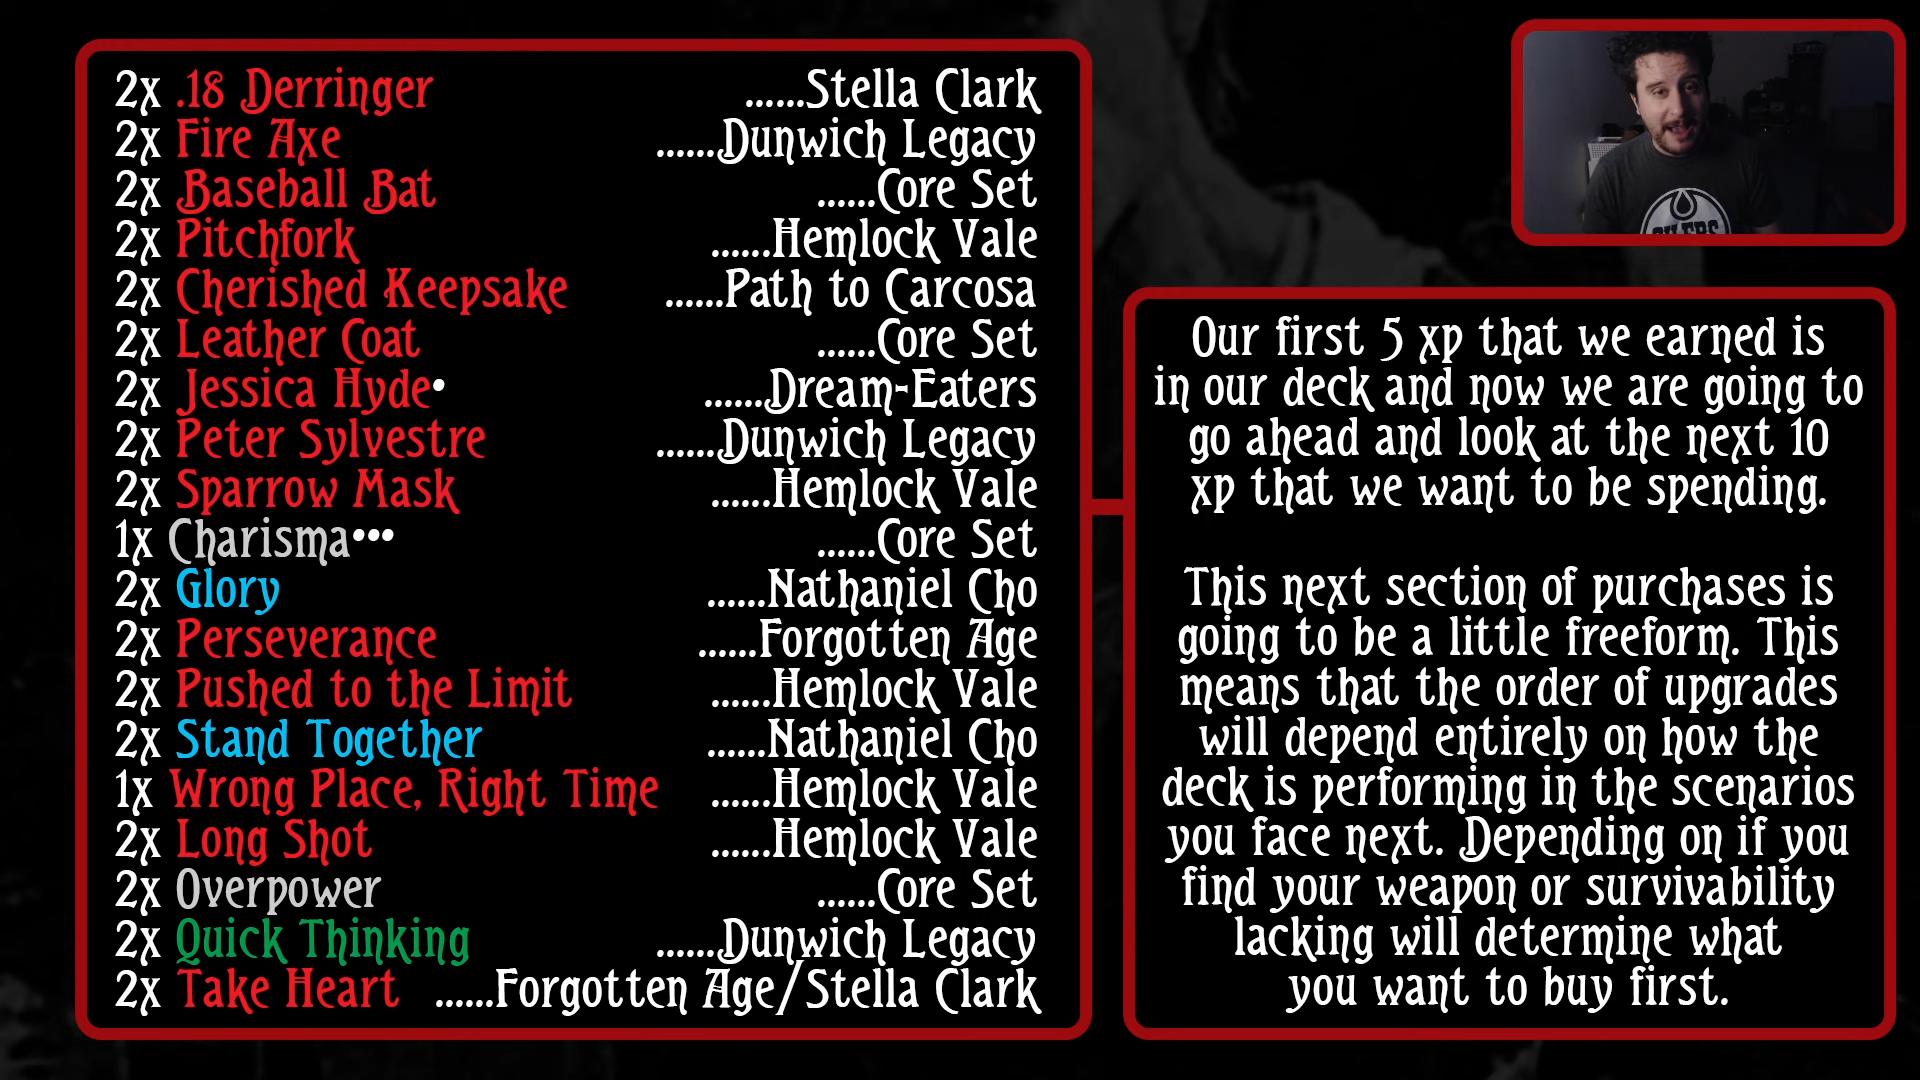 2x .18 Derringer ......Stella Clark
2x Fire Axe ......Dunwich Legacy
2x Baseball Bat ......Core Set
2x Pitchfork ......Hemlock Vale
2x Cherished Keepsake ......Path to Carcosa
2x Leather Coat ......Core Set
2x Jessica Hyde• ......Dream-Eaters
2x Peter Sylvestre ......Dunwich Legacy
2x Sparrow Mask ......Hemlock Vale
1x Charisma••• ......Core Set
2x Glory ......Nathaniel Cho
2x Perseverance ......Forgotten Age
2x Pushed to the Limit ......Hemlock Vale
2x Stand Together ......Nathaniel Cho
1x Wrong Place, Right Time ......Hemlock Vale
2x Long Shot ......Hemlock Vale
2x Overpower ......Core Set
2x Quick Thinking ......Dunwich Legacy
2x Take Heart ......Forgotten Age/Stella Clark
OILERS
Our first 5 xp that we earned is
in our deck and now we are going to
go ahead and look at the next 10
xp that we want to be spending.
This next section of purchases is
going to be a little freeform. This
means that the order of upgrades
will depend entirely on how the
deck is performing in the scenarios
you face next. Depending on if you
find your weapon or survivability
lacking will determine what
you want to buy first.